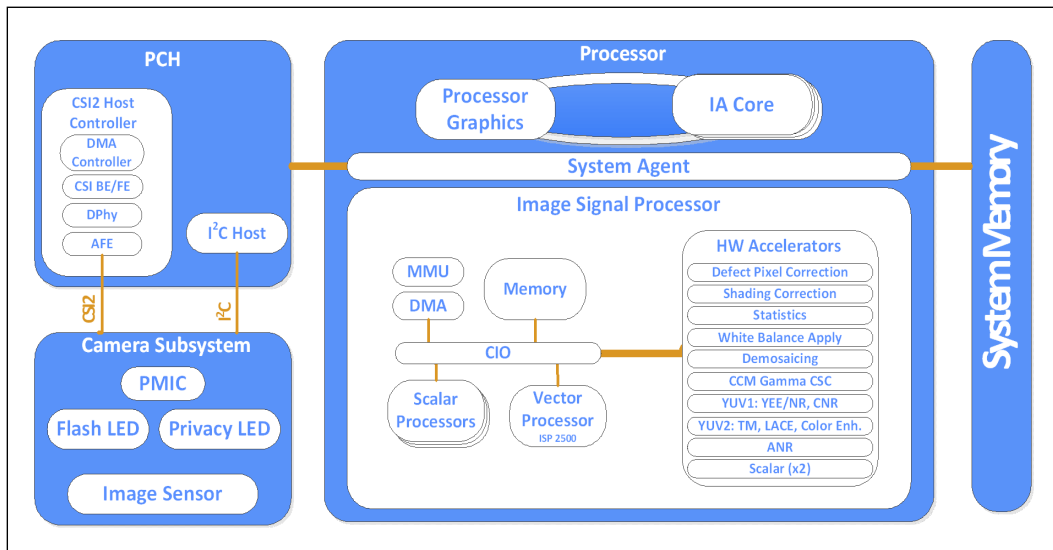 PCH
CSI2 Host
Controller
DMA
Controller
CSI BE/FE
DPhy
AFE
I²C Host
CSI2
I²C
Camera Subsystem
PMIC
Flash LED
Privacy LED
Image Sensor
Processor
Processor
Graphics
IA Core
System Agent
Image Signal Processor
MMU
DMA
Memory
CIO
Scalar
Processors
Vector
Processor
ISP 2500
HW Accelerators
Defect Pixel Correction
Shading Correction
Statistics
White Balance Apply
Demosaicing
CCM Gamma CSC
YUV1: YEE/NR, CNR
YUV2: TM, LACE, Color Enh.
ANR
Scalar (x2)
System Memory